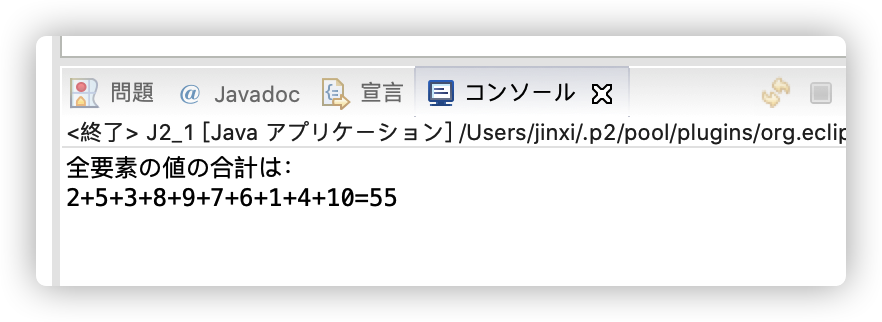 問題 @ Javadoc 宣言 コンソール
<終了> J2_1 [Java アプリケーション] /Users/jinxi/.p2/pool/plugins/org.eclip
全要素の値の合計は:
2+5+3+8+9+7+6+1+4+10=55